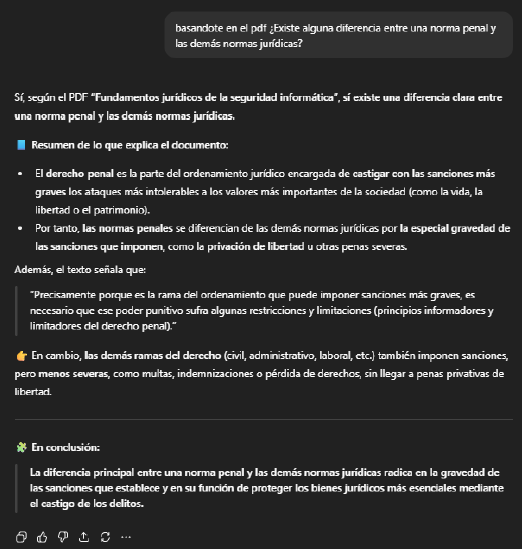 basandote en el pdf ¿Existe alguna diferencia entre una norma penal y
las demás normas jurídicas?
Sí, según el PDF “Fundamentos jurídicos de la seguridad informática”, sí existe una diferencia clara entre
una norma penal y las demás normas jurídicas.
Resumen de lo que explica el documento:
El derecho penal es la parte del ordenamiento jurídico encargada de castigar con las sanciones más
graves los ataques más intolerables a los valores más importantes de la sociedad (como la vida, la
libertad o el patrimonio).
Por tanto, las normas penales se diferencian de las demás normas jurídicas por la especial gravedad de
las sanciones que imponen, como la privación de libertad u otras penas severas.
Además, el texto señala que:
“Precisamente porque es la rama del ordenamiento que puede imponer sanciones más graves, es
necesario que ese poder punitivo sufra algunas restricciones y limitaciones (principios informadores y
limitadores del derecho penal).”
En cambio, las demás ramas del derecho (civil, administrativo, laboral, etc.) también imponen sanciones,
pero menos severas, como multas, indemnizaciones o pérdida de derechos, sin llegar a penas privativas de
libertad.
En conclusión:
La diferencia principal entre una norma penal y las demás normas jurídicas radica en la gravedad de
las sanciones que establece y en su función de proteger los bienes jurídicos más esenciales mediante
el castigo de los delitos.